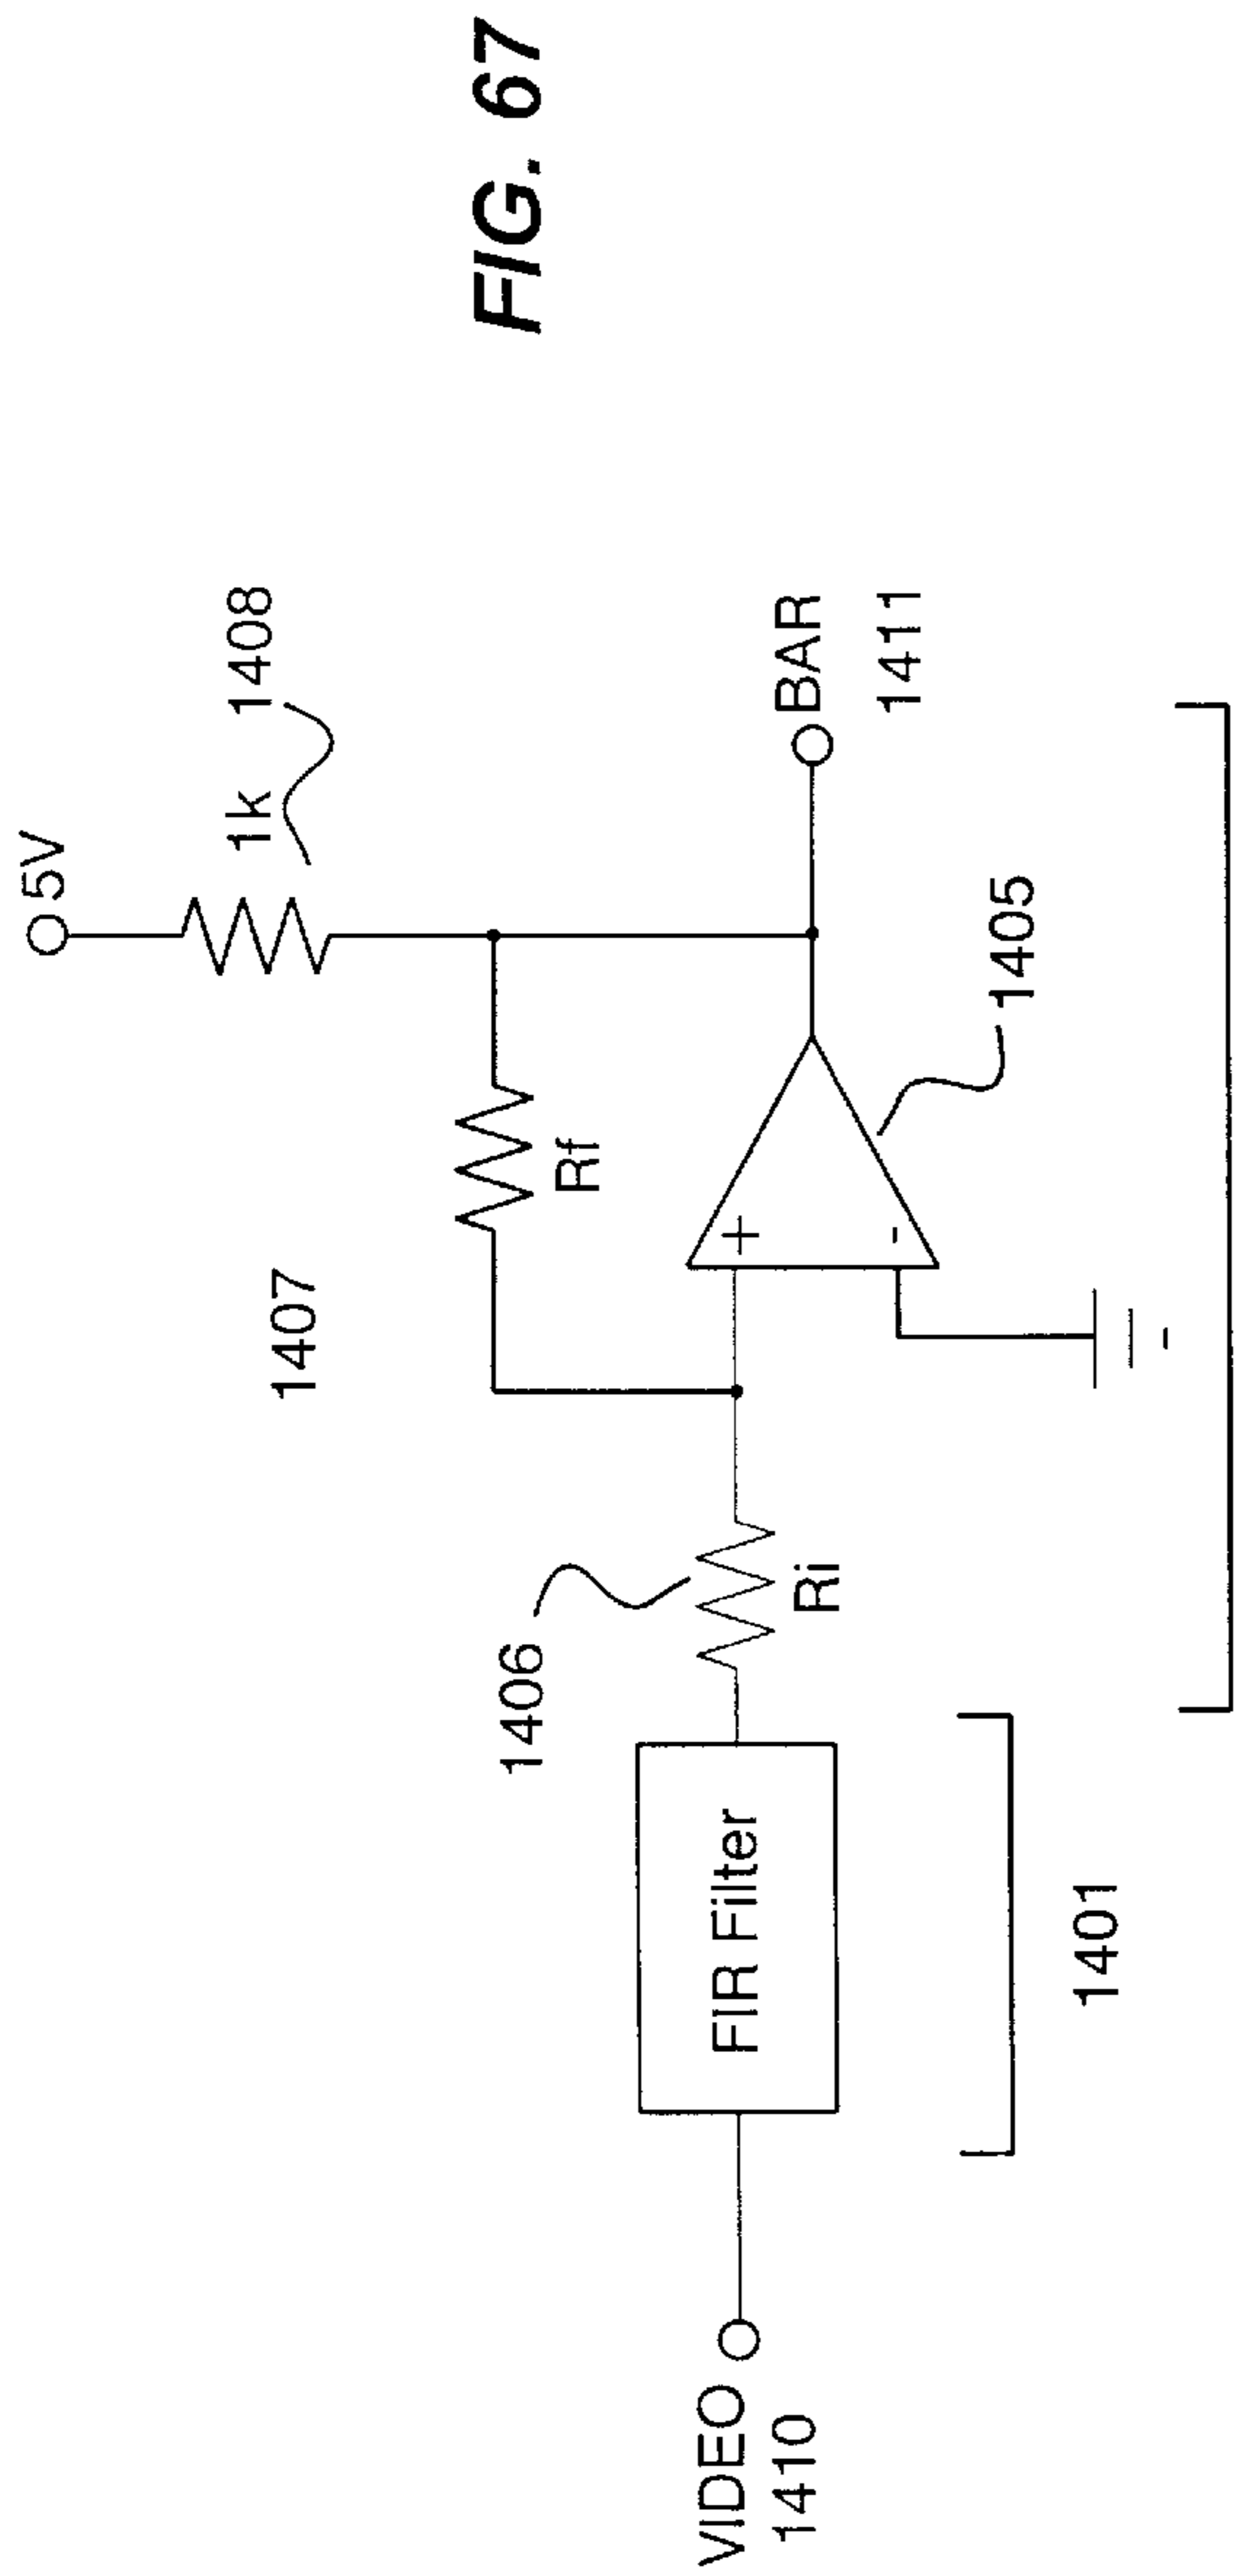 FIG. 67
5V
1k 1408
1407
Rf
BAR
1411
+
-
1405
1406
Ri
FIR Filter
VIDEO
1410
1401